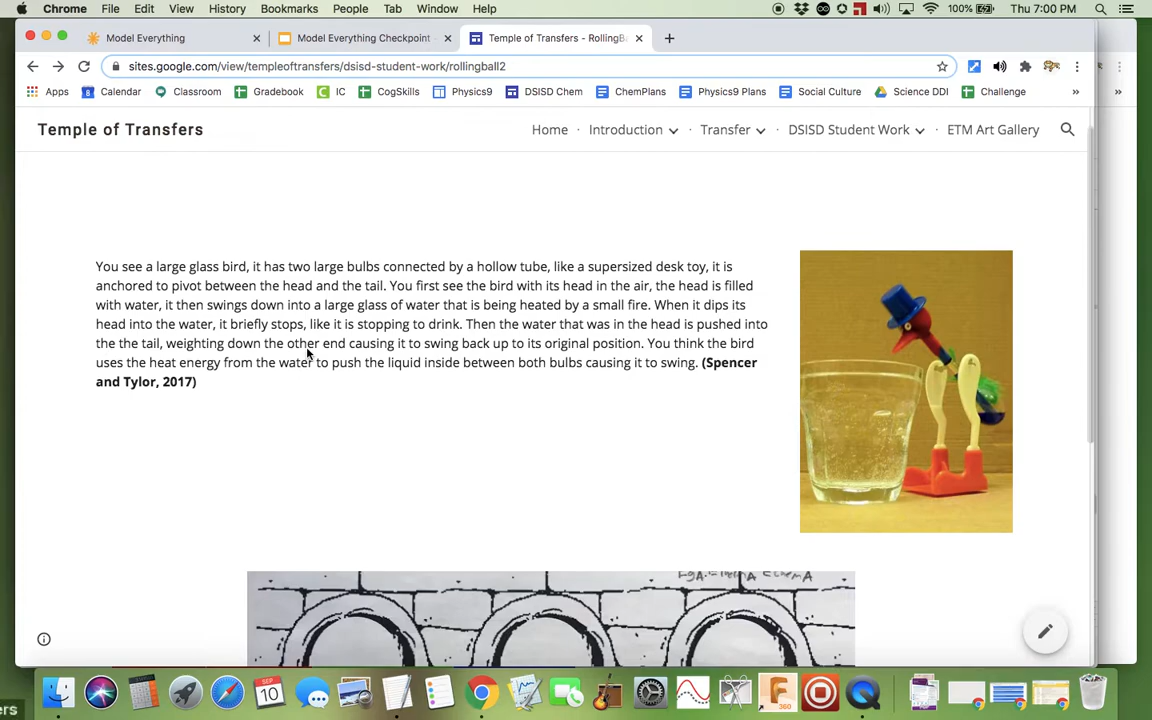 Chrome File Edit View History Bookmarks People Tab Window Help 100% Thu 7:00 PM
Model Everything Model Everything Checkpoint - Temple of Transfers - RollingBa
sites.google.com/view/templeoftransfers/dsisd-student-work/rollingball2
Apps Calendar Classroom Gradebook IC CogSkills Physics9 DSISD Chem ChemPlans Physics9 Plans Social Culture Science DDI Challenge »
Temple of Transfers Home · Introduction · Transfer · DSISD Student Work · ETM Art Gallery
You see a large glass bird, it has two large bulbs connected by a hollow tube, like a supersized desk toy, it is
anchored to pivot between the head and the tail. You first see the bird with its head in the air, the head is filled
with water, it then swings down into a large glass of water that is being heated by a small fire. When it dips its
head into the water, it briefly stops, like it is stopping to drink. Then the water that was in the head is pushed into
the the tail, weighting down the other end causing it to swing back up to its original position. You think the bird
uses the heat energy from the water to push the liquid inside between both bulbs causing it to swing. (Spencer
and Tylor, 2017)
SEP
10
F
360
ers